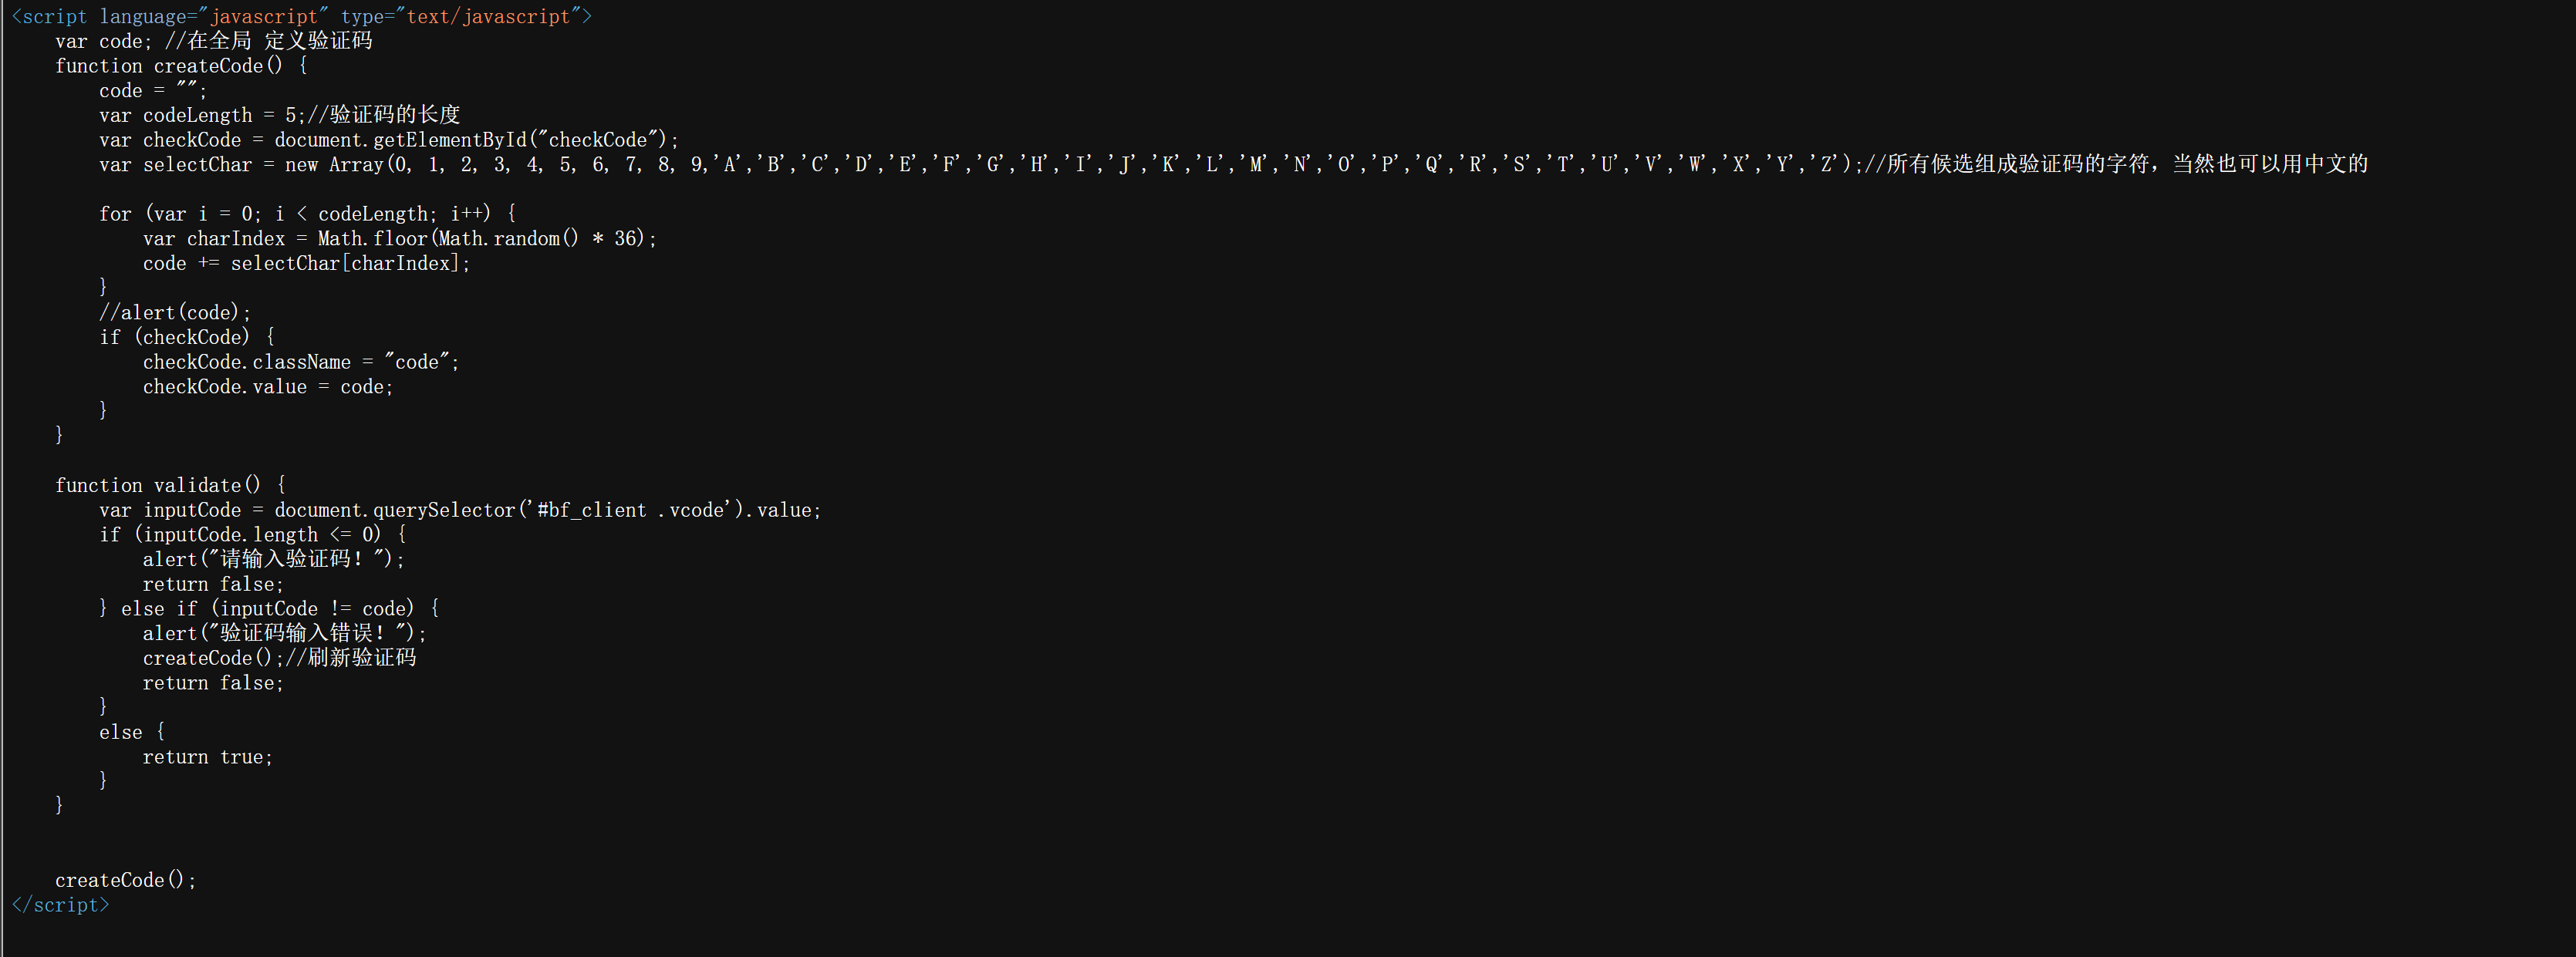 <script language="javascript" type="text/javascript">
    var code; //在全局 定义验证码
    function createCode() {
        code = "";
        var codeLength = 5;//验证码的长度
        var checkCode = document.getElementById("checkCode");
        var selectChar = new Array(0, 1, 2, 3, 4, 5, 6, 7, 8, 9,'A','B','C','D','E','F','G','H','I','J','K','L','M','N','O','P','Q','R','S','T','U','V','W','X','Y','Z');//所有候选组成验证码的字符，当然也可以用中文的
        for (var i = 0; i < codeLength; i++) {
            var charIndex = Math.floor(Math.random() * 36);
            code += selectChar[charIndex];
        }
        //alert(code);
        if (checkCode) {
            checkCode.className = "code";
            checkCode.value = code;
        }
    }
    function validate() {
        var inputCode = document.querySelector('#bf_client .vcode').value;
        if (inputCode.length <= 0) {
            alert("请输入验证码！");
            return false;
        } else if (inputCode != code) {
            alert("验证码输入错误！");
            createCode();//刷新验证码
            return false;
        }
        else {
            return true;
        }
    }
    createCode();
</script>